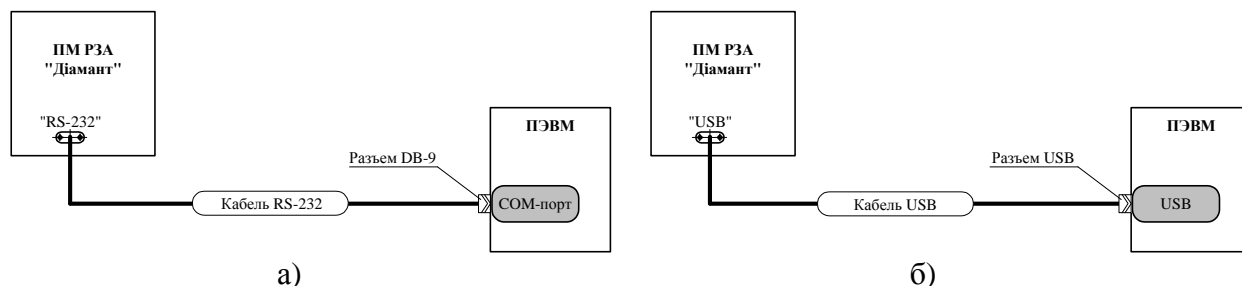 ПМ РЗА
"Діамант"
"RS-232"
ПЭВМ
Разъем DB-9
Кабель RS-232
COM-порт
а)
ПМ РЗА
"Діамант"
"USB"
ПЭВМ
Разъем USB
Кабель USB
USB
б)